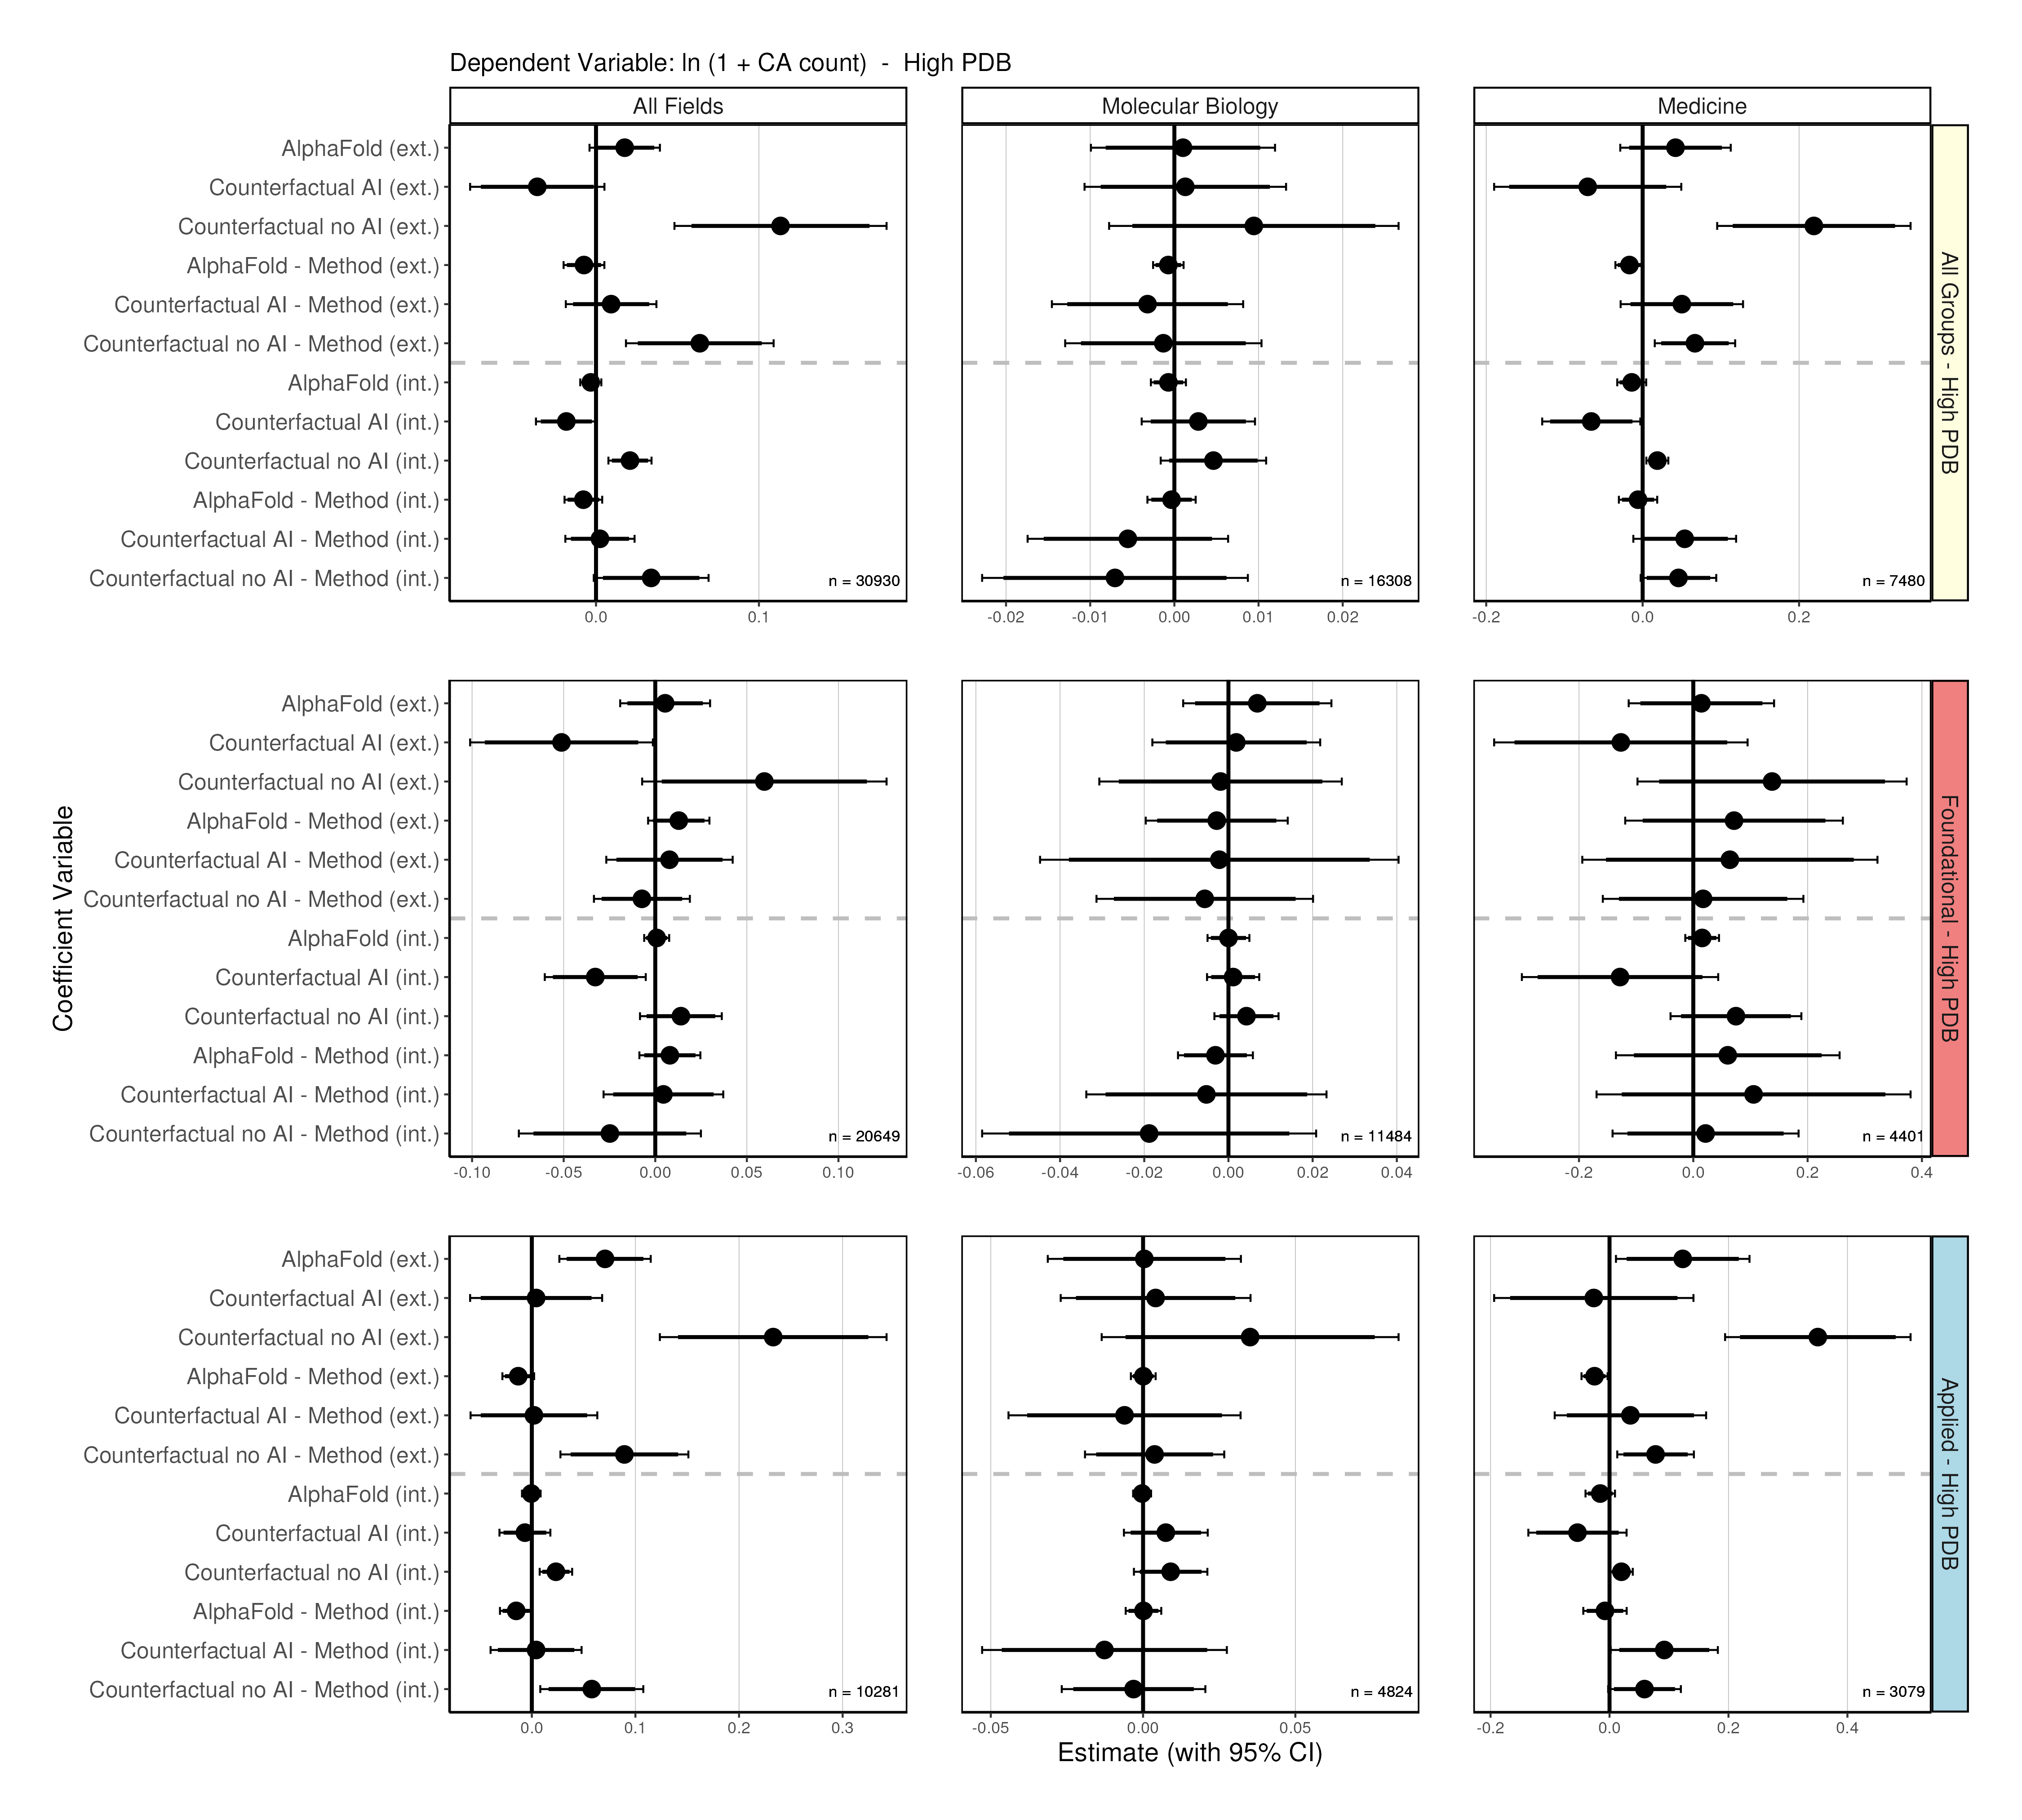 Dependent Variable: ln (1 + CA count)  -  High PDB
All Fields
Molecular Biology
Medicine
AlphaFold (ext.)
Counterfactual AI (ext.)
Counterfactual no AI (ext.)
AlphaFold - Method (ext.)
Counterfactual AI - Method (ext.)
Counterfactual no AI - Method (ext.)
AlphaFold (int.)
Counterfactual AI (int.)
Counterfactual no AI (int.)
AlphaFold - Method (int.)
Counterfactual AI - Method (int.)
Counterfactual no AI - Method (int.)
n = 30930
n = 16308
n = 7480
All Groups - High PDB
0.0 0.1
-0.02 -0.01 0.00 0.01 0.02
-0.2 0.0 0.2
Coefficient Variable
AlphaFold (ext.)
Counterfactual AI (ext.)
Counterfactual no AI (ext.)
AlphaFold - Method (ext.)
Counterfactual AI - Method (ext.)
Counterfactual no AI - Method (ext.)
AlphaFold (int.)
Counterfactual AI (int.)
Counterfactual no AI (int.)
AlphaFold - Method (int.)
Counterfactual AI - Method (int.)
Counterfactual no AI - Method (int.)
n = 20649
n = 11484
n = 4401
Foundational - High PDB
-0.10 -0.05 0.00 0.05 0.10
-0.06 -0.04 -0.02 0.00 0.02 0.04
-0.2 0.0 0.2 0.4
AlphaFold (ext.)
Counterfactual AI (ext.)
Counterfactual no AI (ext.)
AlphaFold - Method (ext.)
Counterfactual AI - Method (ext.)
Counterfactual no AI - Method (ext.)
AlphaFold (int.)
Counterfactual AI (int.)
Counterfactual no AI (int.)
AlphaFold - Method (int.)
Counterfactual AI - Method (int.)
Counterfactual no AI - Method (int.)
n = 10281
n = 4824
n = 3079
Applied - High PDB
0.0 0.1 0.2 0.3
-0.05 0.00 0.05
-0.2 0.0 0.2 0.4
Estimate (with 95% CI)